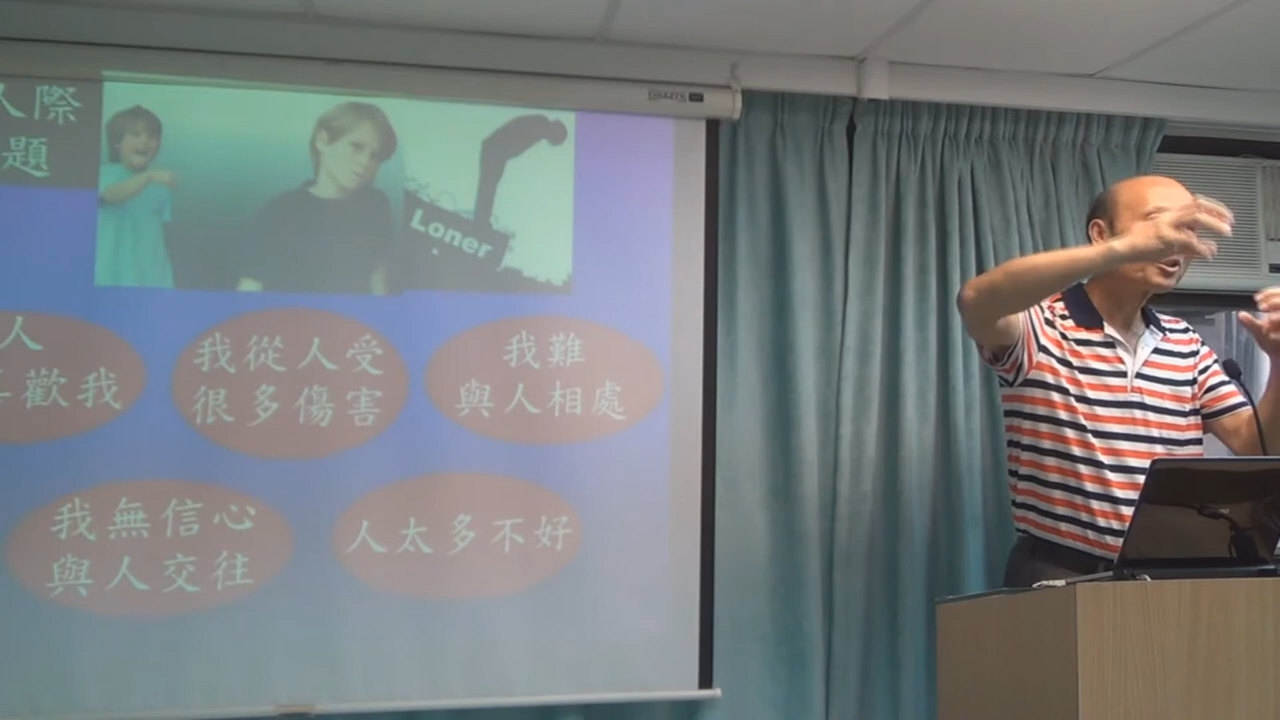 人際
題
Loner
人
喜歡我
我從人受
很多傷害
我難
與人相處
我無信心
與人交往
人太多不好